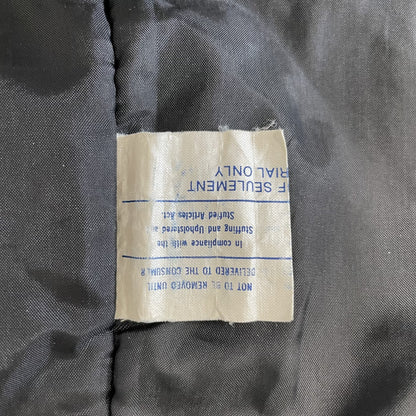 NOT TO BE REMOVED UNTIL
DELIVERED TO THE CONSUMER
In compliance with the
Stuffing and Upholstered and
Stuffed Articles Act.
F SEULEMENT
RIAL ONLY